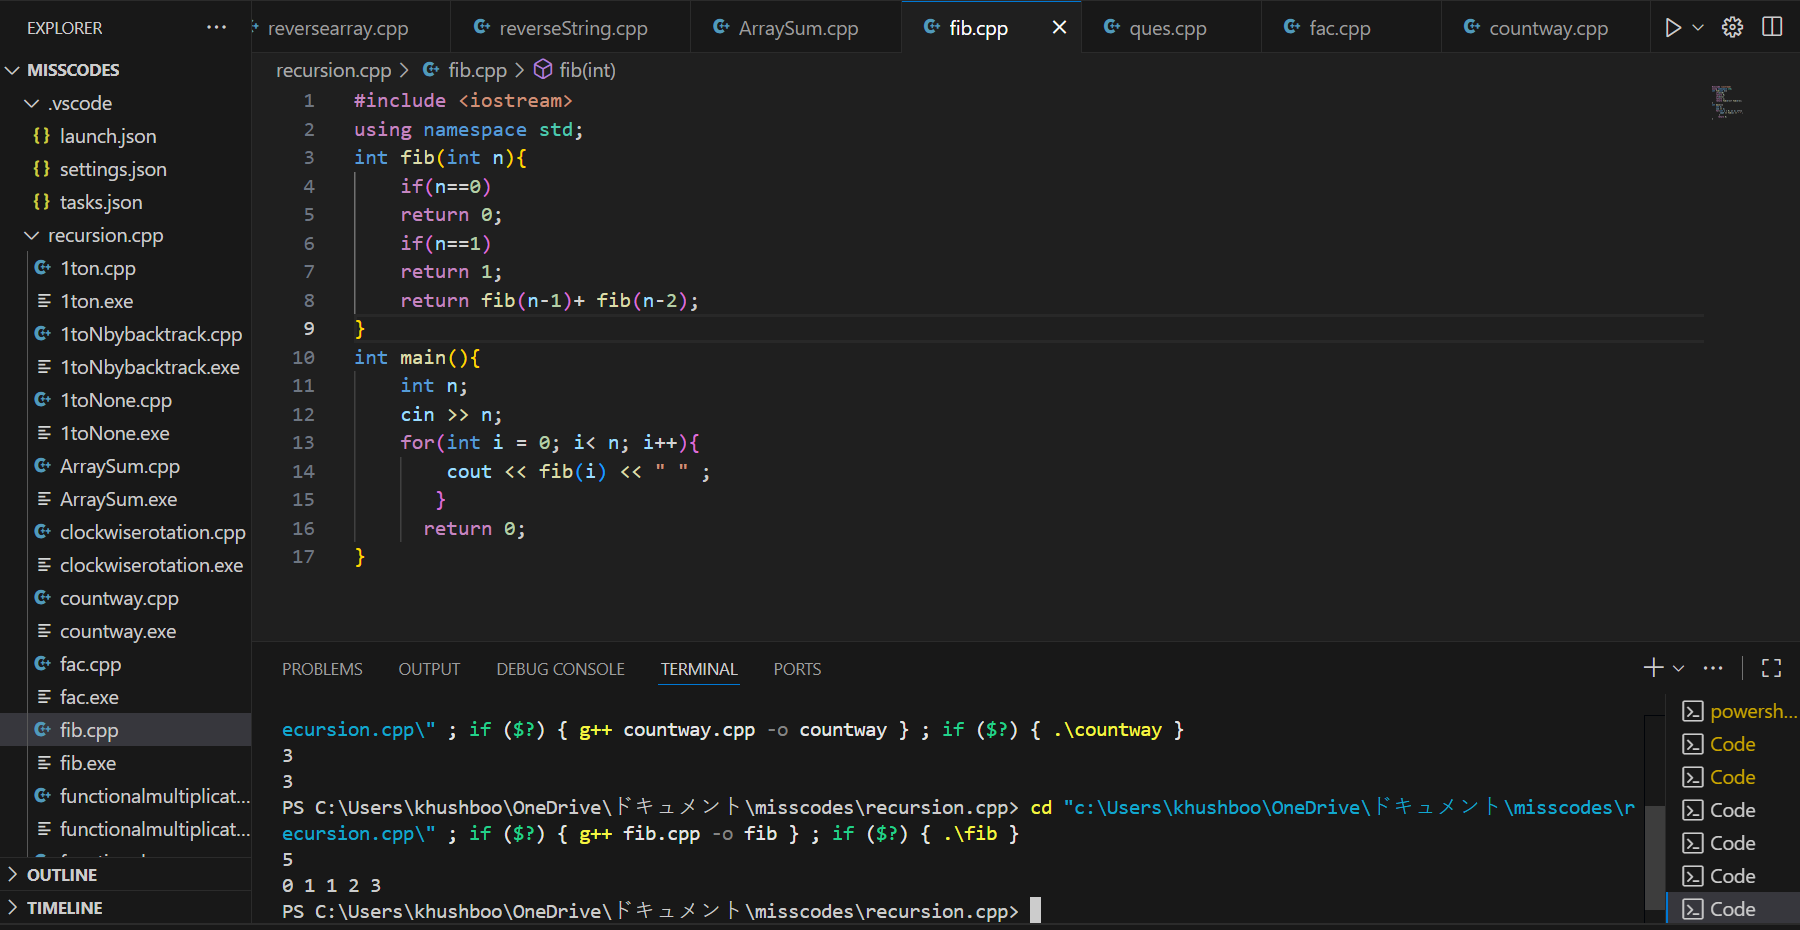 EXPLORER ···
MISSCODES
.vscode
{} launch.json
{} settings.json
{} tasks.json
recursion.cpp
1ton.cpp
1ton.exe
1toNbybacktrack.cpp
1toNbybacktrack.exe
1toNone.cpp
1toNone.exe
ArraySum.cpp
ArraySum.exe
clockwiserotation.cpp
clockwiserotation.exe
countway.cpp
countway.exe
fac.cpp
fac.exe
fib.cpp
fib.exe
functionalmultiplicat...
functionalmultiplicat...
OUTLINE
TIMELINE
reversearray.cpp reverseString.cpp ArraySum.cpp fib.cpp ques.cpp fac.cpp countway.cpp
recursion.cpp > fib.cpp > fib(int)
1 #include <iostream>
2 using namespace std;
3 int fib(int n){
4 if(n==0)
5 return 0;
6 if(n==1)
7 return 1;
8 return fib(n-1)+ fib(n-2);
9 }
10 int main(){
11 int n;
12 cin >> n;
13 for(int i = 0; i< n; i++){
14 cout << fib(i) << " " ;
15 }
16 return 0;
17 }
PROBLEMS OUTPUT DEBUG CONSOLE TERMINAL PORTS
ecursion.cpp\" ; if ($?) { g++ countway.cpp -o countway } ; if ($?) { .\countway }
3
3
PS C:\Users\khushboo\OneDrive\ドキュメント\misscodes\recursion.cpp> cd "c:\Users\khushboo\OneDrive\ドキュメント\misscodes\r
ecursion.cpp\" ; if ($?) { g++ fib.cpp -o fib } ; if ($?) { .\fib }
5
0 1 1 2 3
PS C:\Users\khushboo\OneDrive\ドキュメント\misscodes\recursion.cpp>
powersh...
Code
Code
Code
Code
Code
Code